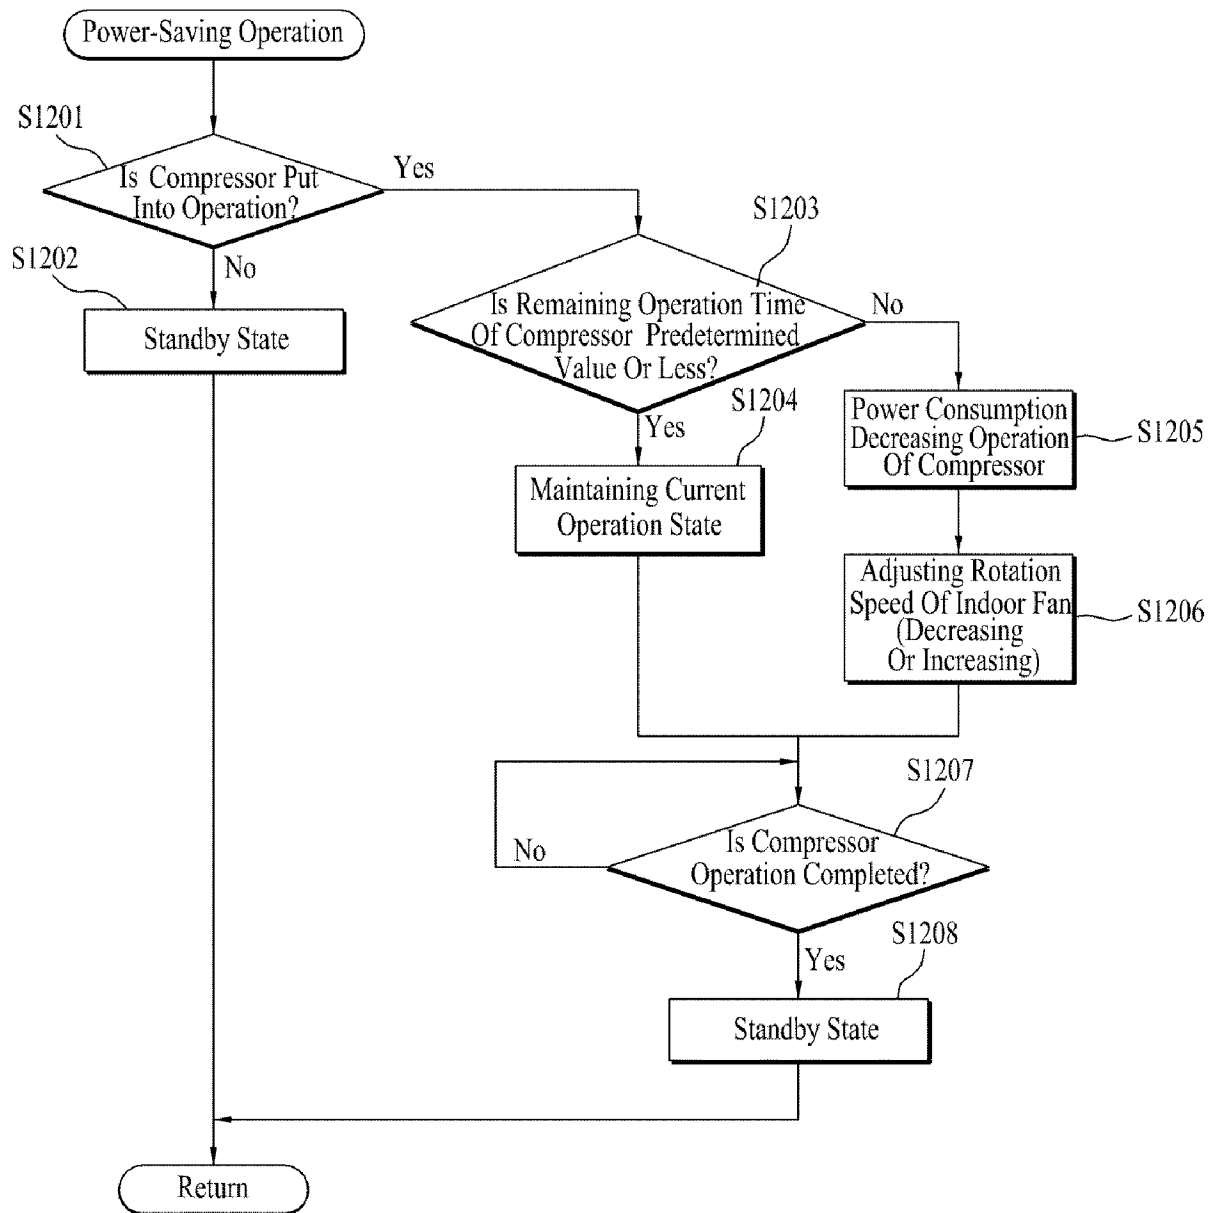 Power-Saving Operation
S1201
Is Compressor Put
Into Operation?
Yes
No
S1202
Standby State
S1203
Is Remaining Operation Time
Of Compressor Predetermined
Value Or Less?
No
Yes
S1204
Maintaining Current
Operation State
Power Consumption
Decreasing Operation
Of Compressor
S1205
Adjusting Rotation
Speed Of Indoor Fan
(Decreasing
Or Increasing)
S1206
S1207
Is Compressor
Operation Completed?
No
Yes
S1208
Standby State
Return